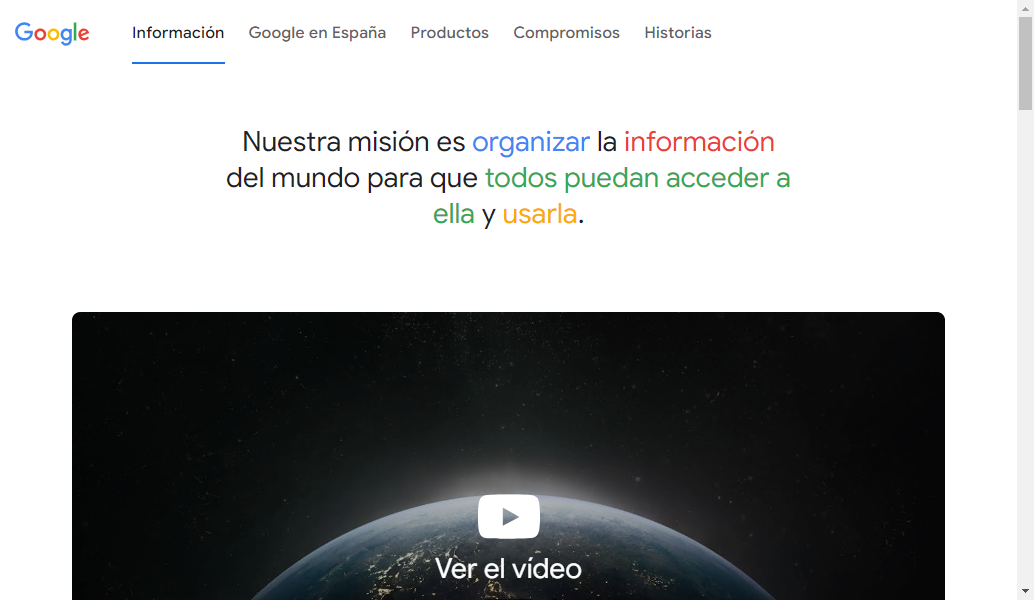 Google
Información
Google en España
Productos
Compromisos
Historias
Nuestra misión es organizar la información
del mundo para que todos puedan acceder a
ella y usarla.
Ver el vídeo